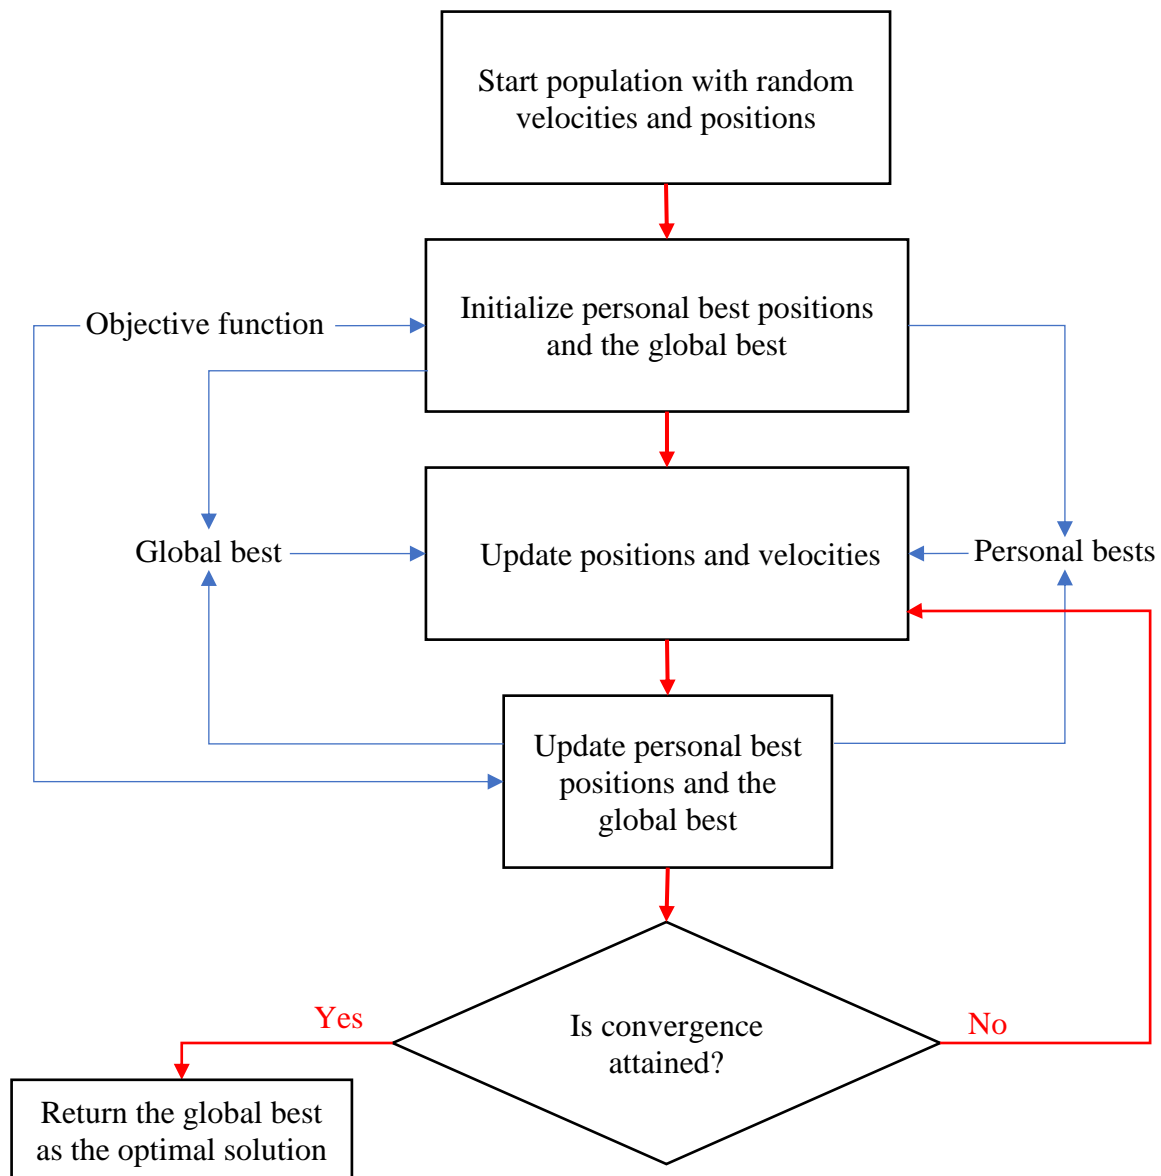 Start population with random
velocities and positions
Initialize personal best positions
and the global best
Objective function
Global best
Update positions and velocities
Personal bests
Update personal best
positions and the
global best
Yes
Is convergence
attained?
No
Return the global best
as the optimal solution